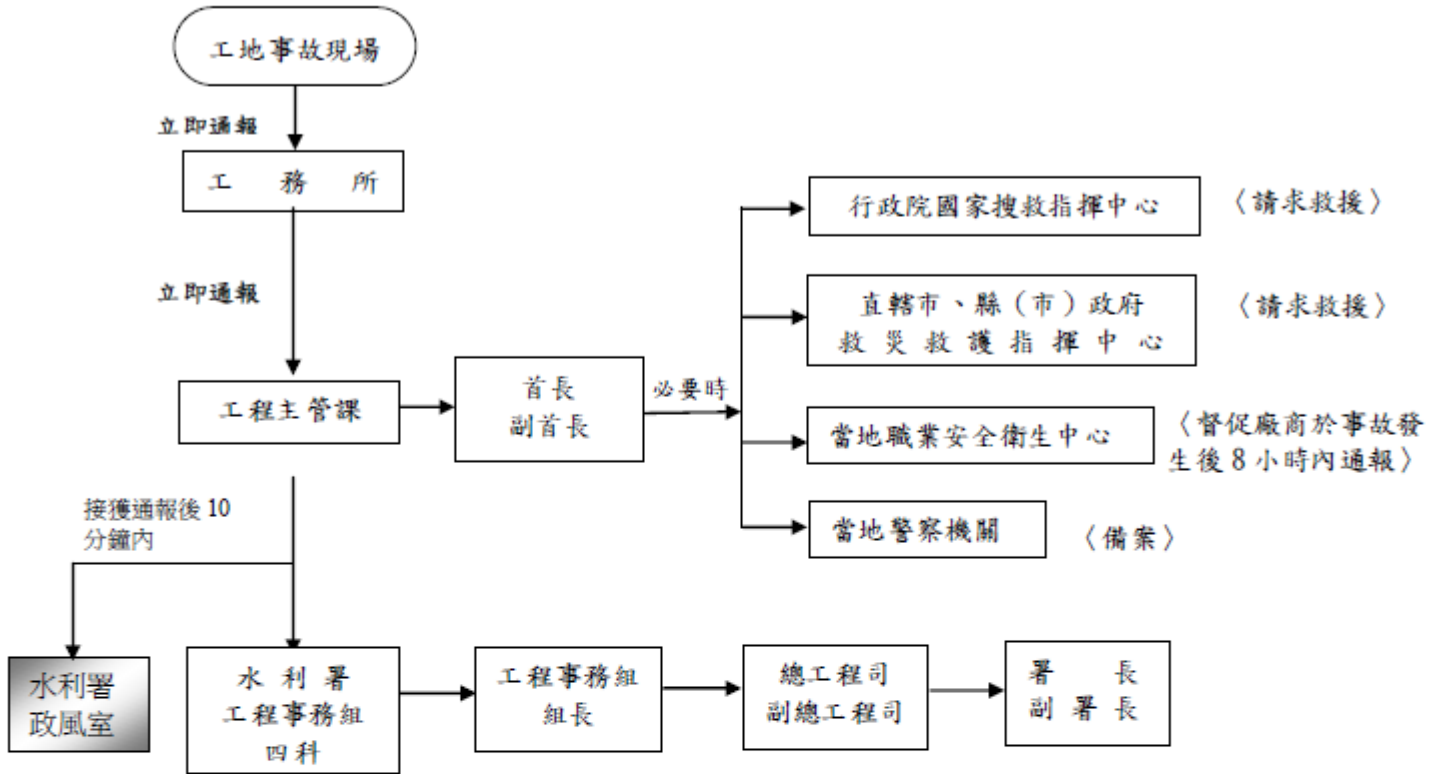 工地事故現場
立即通報
工務所
立即通報
工程主管課
首長
副首長
必要時
行政院國家搜救指揮中心
〈請求救援〉
直轄市、縣（市）政府
救災救護指揮中心
〈請求救援〉
當地職業安全衛生中心
〈督促廠商於事故發
生後8小時內通報〉
當地警察機關
〈備案〉
接獲通報後10
分鐘內
水利署
政風室
水利署
工程事務組
四科
工程事務組
組長
總工程司
副總工程司
署長
副署長